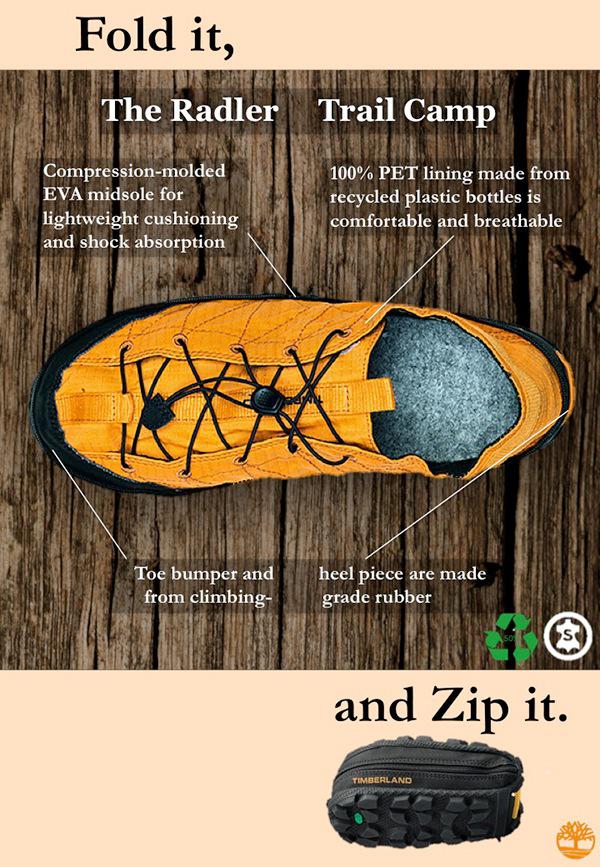 Fold it,
The Radler Trail Camp
Compression-molded
EVA midsole for
lightweight cushioning
and shock absorption
100% PET lining made from
recycled plastic bottles is
comfortable and breathable
Toe bumper and heel piece are made
from climbing- grade rubber
50%
S
and Zip it.
TIMBERLAND